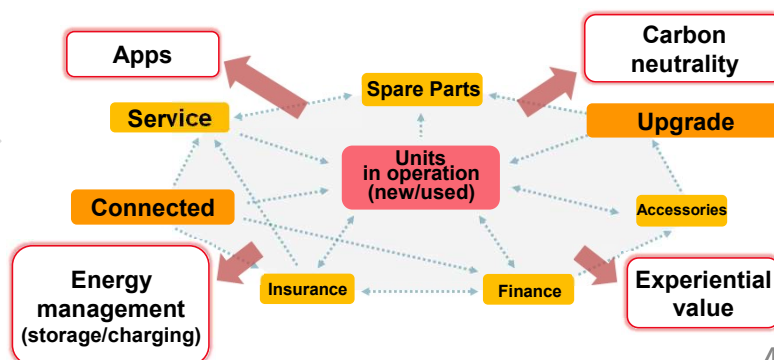 Apps
Carbon
neutrality
Spare Parts
Service
Upgrade
Units
in operation
(new/used)
Connected
Accessories
Energy
management
(storage/charging)
Insurance
Finance
Experiential
value